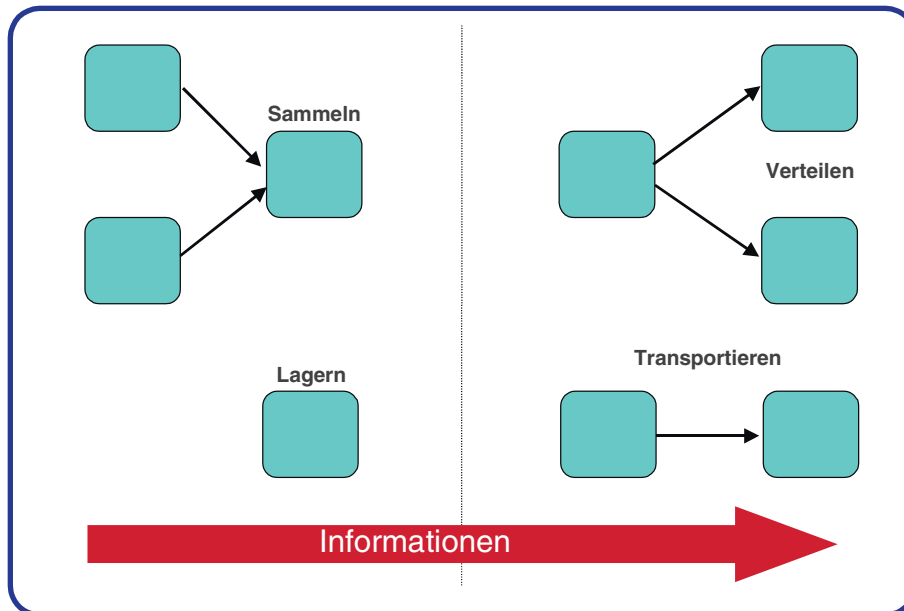 Sammeln
Verteilen
Transportieren
Lagern
Informationen